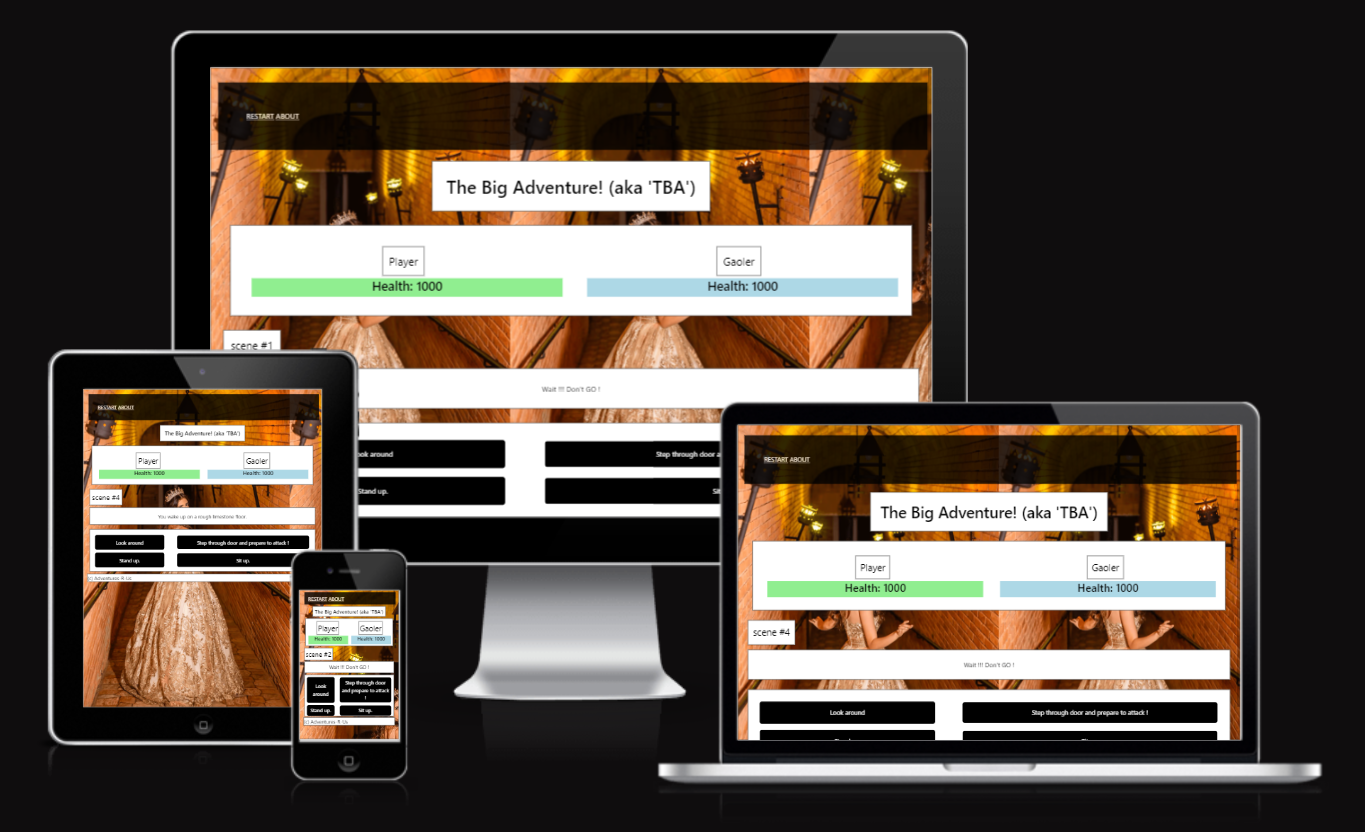 RESTART ABOUT
The Big Adventure! (aka 'TBA')
Player
Gaoler
Health: 1000
Health: 1000
scene #1
Wait !!! Don't GO !
ok around
Step through door a
Stand up.
RESTART ABOUT
The Big Adventure! (aka 'TBA')
Player
Gaoler
Health: 1000
Health: 1000
scene #4
You wake up on a rough limestone floor.
Look around
Step through door and prepare to attack !
Stand up.
Sit up.
(c) Adventures R Us
RESTART ABOUT
The Big Adventure! (aka 'TBA')
Player
Gaoler
Health: 1000
Health: 1000
scene #2
Wait !!! Don't GO !
Look
around
Step through door
and prepare to attack
!
Stand up.
Sit up.
(c) Adventures R Us
RESTART ABOUT
The Big Adventure! (aka 'TBA')
Player
Gaoler
Health: 1000
Health: 1000
scene #4
Wait !!! Don't GO !
Look around
Step through door and prepare to attack !